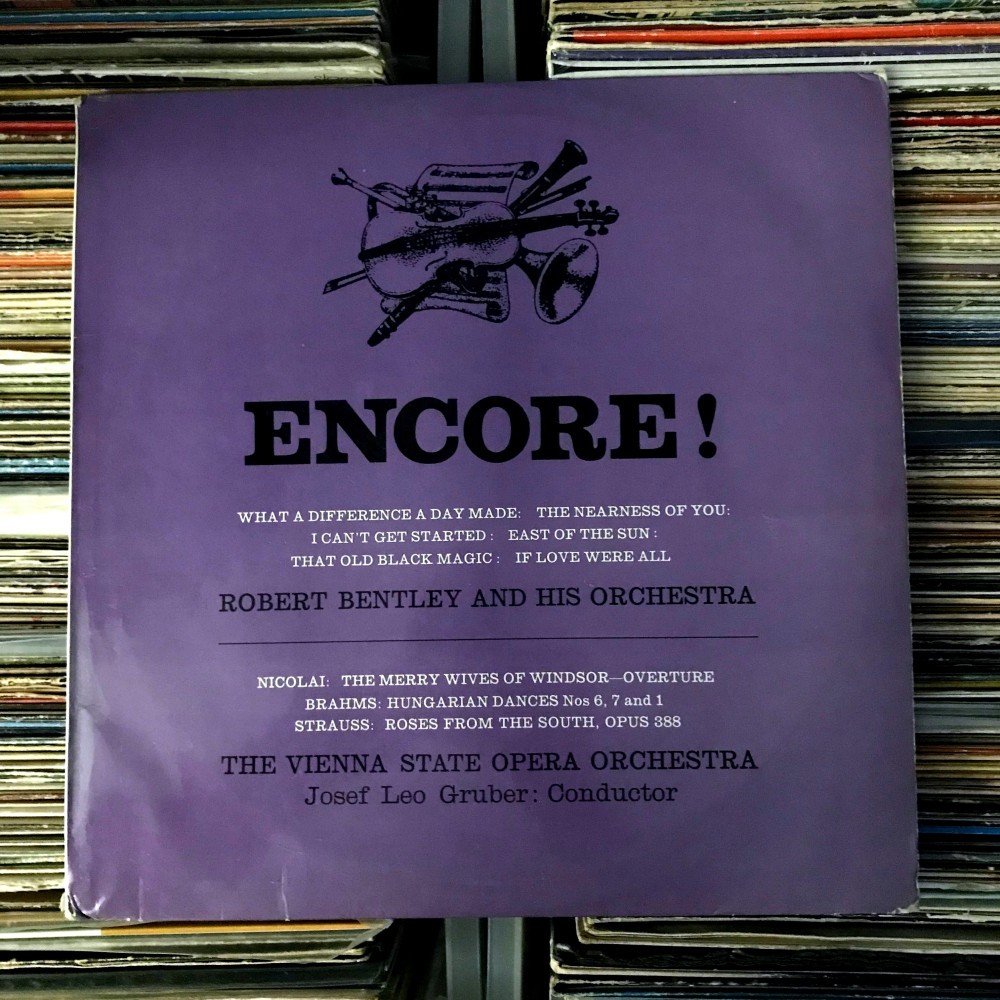 ENCORE!
WHAT A DIFFERENCE A DAY MADE: THE NEARNESS OF YOU:
I CAN'T GET STARTED : EAST OF THE SUN :
THAT OLD BLACK MAGIC : IF LOVE WERE ALL
ROBERT BENTLEY AND HIS ORCHESTRA
NICOLAI: THE MERRY WIVES OF WINDSOR—OVERTURE
BRAHMS: HUNGARIAN DANCES Nos 6, 7 and 1
STRAUSS: ROSES FROM THE SOUTH, OPUS 388
THE VIENNA STATE OPERA ORCHESTRA
Josef Leo Gruber: Conductor